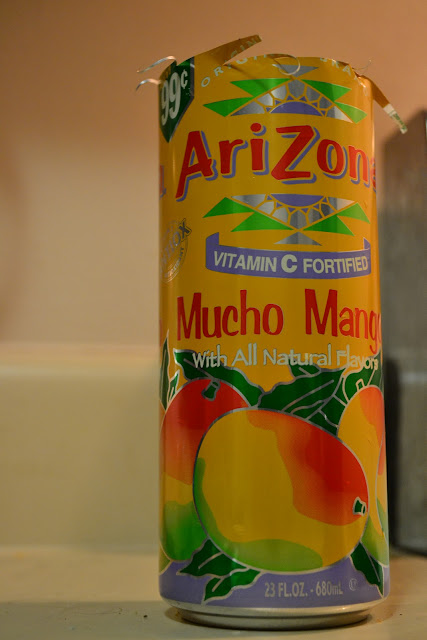 99¢
AriZona
VITAMIN C FORTIFIED
Mucho Mango
With All Natural Flavors
23 FL.OZ. - 680mL